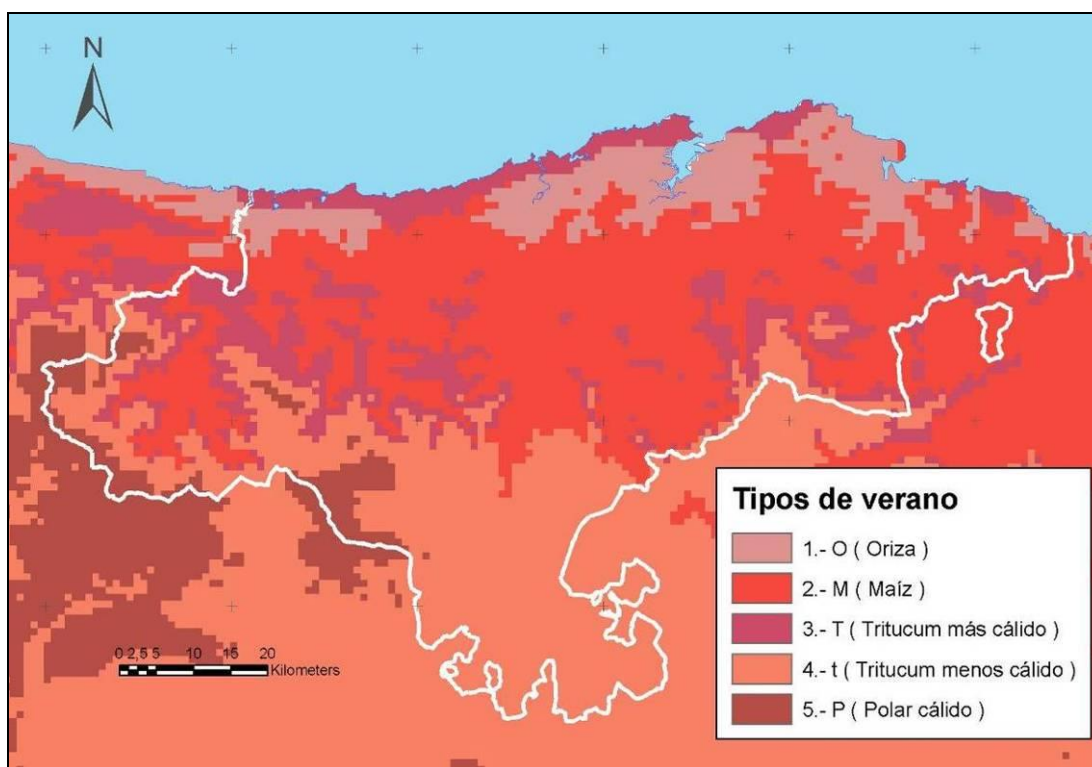 N
Tipos de verano
1.- O ( Oriza )
2.- M ( Maíz )
3.- T ( Tritucum más cálido )
4.- t ( Tritucum menos cálido )
5.- P ( Polar cálido )
0 2,5 5 10 15 20
Kilometers